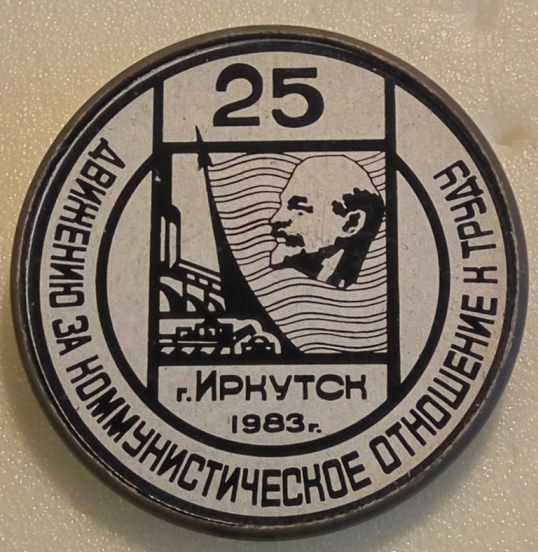 25
ДВИЖЕНИЮ ЗА КОММУНИСТИЧЕСКОЕ ОТНОШЕНИЕ К ТРУДУ
г. ИРКУТСК
1983 г.